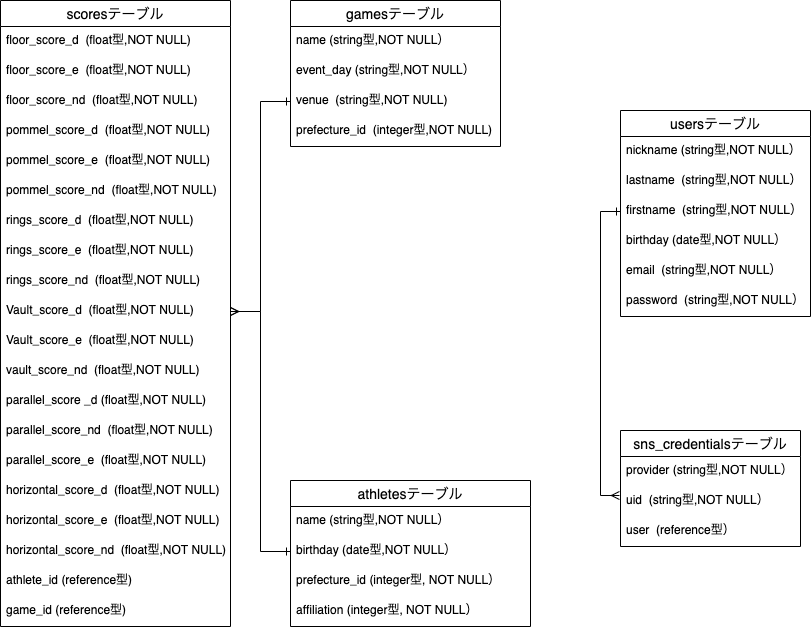 scoresテーブル
floor_score_d (float型,NOT NULL)
floor_score_e (float型,NOT NULL)
floor_score_nd (float型,NOT NULL)
pommel_score_d (float型,NOT NULL)
pommel_score_e (float型,NOT NULL)
pommel_score_nd (float型,NOT NULL)
rings_score_d (float型,NOT NULL)
rings_score_e (float型,NOT NULL)
rings_score_nd (float型,NOT NULL)
Vault_score_d (float型,NOT NULL)
Vault_score_e (float型,NOT NULL)
vault_score_nd (float型,NOT NULL)
parallel_score _d (float型,NOT NULL)
parallel_score_nd (float型,NOT NULL)
parallel_score_e (float型,NOT NULL)
horizontal_score_d (float型,NOT NULL)
horizontal_score_e (float型,NOT NULL)
horizontal_score_nd (float型,NOT NULL)
athlete_id (reference型)
game_id (reference型)
gamesテーブル
name (string型,NOT NULL）
event_day (string型,NOT NULL）
venue (string型,NOT NULL)
prefecture_id (integer型,NOT NULL)
athletesテーブル
name (string型,NOT NULL）
birthday (date型,NOT NULL）
prefecture_id (integer型, NOT NULL）
affiliation (integer型, NOT NULL）
usersテーブル
nickname (string型,NOT NULL）
lastname (string型,NOT NULL）
firstname (string型,NOT NULL）
birthday (date型,NOT NULL）
email (string型,NOT NULL）
password (string型,NOT NULL）
sns_credentialsテーブル
provider (string型,NOT NULL）
uid (string型,NOT NULL）
user (reference型）